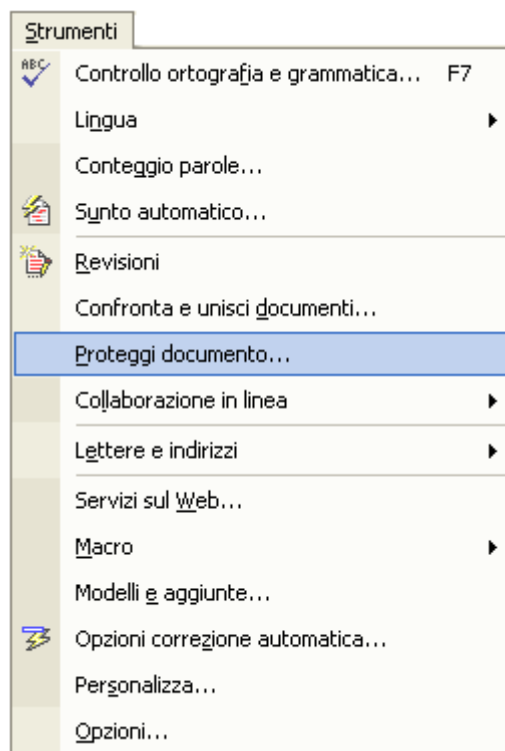 Strumenti
ABC
Controllo ortografia e grammatica... F7
Lingua
Conteggio parole...
Sunto automatico...
Revisioni
Confronta e unisci documenti...
Proteggi documento...
Collaborazione in linea
Lettere e indirizzi
Servizi sul Web...
Macro
Modelli e aggiunte...
Opzioni correzione automatica...
Personalizza...
Opzioni...